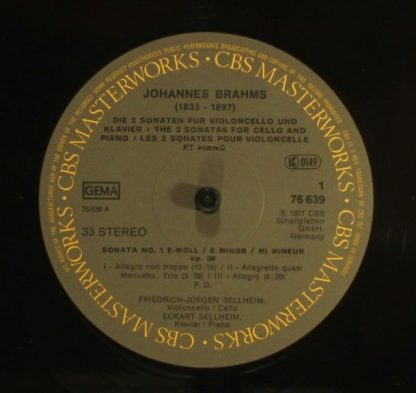 CBS MASTERWORKS · CBS MASTERWORKS · CBS MASTERWORKS · CBS MASTERWORKS ·
JOHANNES BRAHMS
(1833 - 1897)
DIE 2 SONATEN FUR VIOLONCELLO UND
KLAVIER / THE 2 SONATAS FOR CELLO AND
PIANO / LES 2 SONATES POUR VIOLONCELLE
ET PIANO
GEMA
LC 0149
76 639 A
1
76 639
33 STEREO
℗ 1977 CBS
Schallplatten
GmbH.
Germany
SONATA NO. 1 E-MOLL / E MINOR / MI MINEUR
op. 38
I - Allegro non troppo (10:58) / II - Allegretto quasi
Menuetto; Trio (5:38) / III - Allegro (6:29)
P. D.
FRIEDRICH-JÜRGEN SELLHEIM,
Violoncello / Cello
ECKART SELLHEIM,
Klavier / Piano